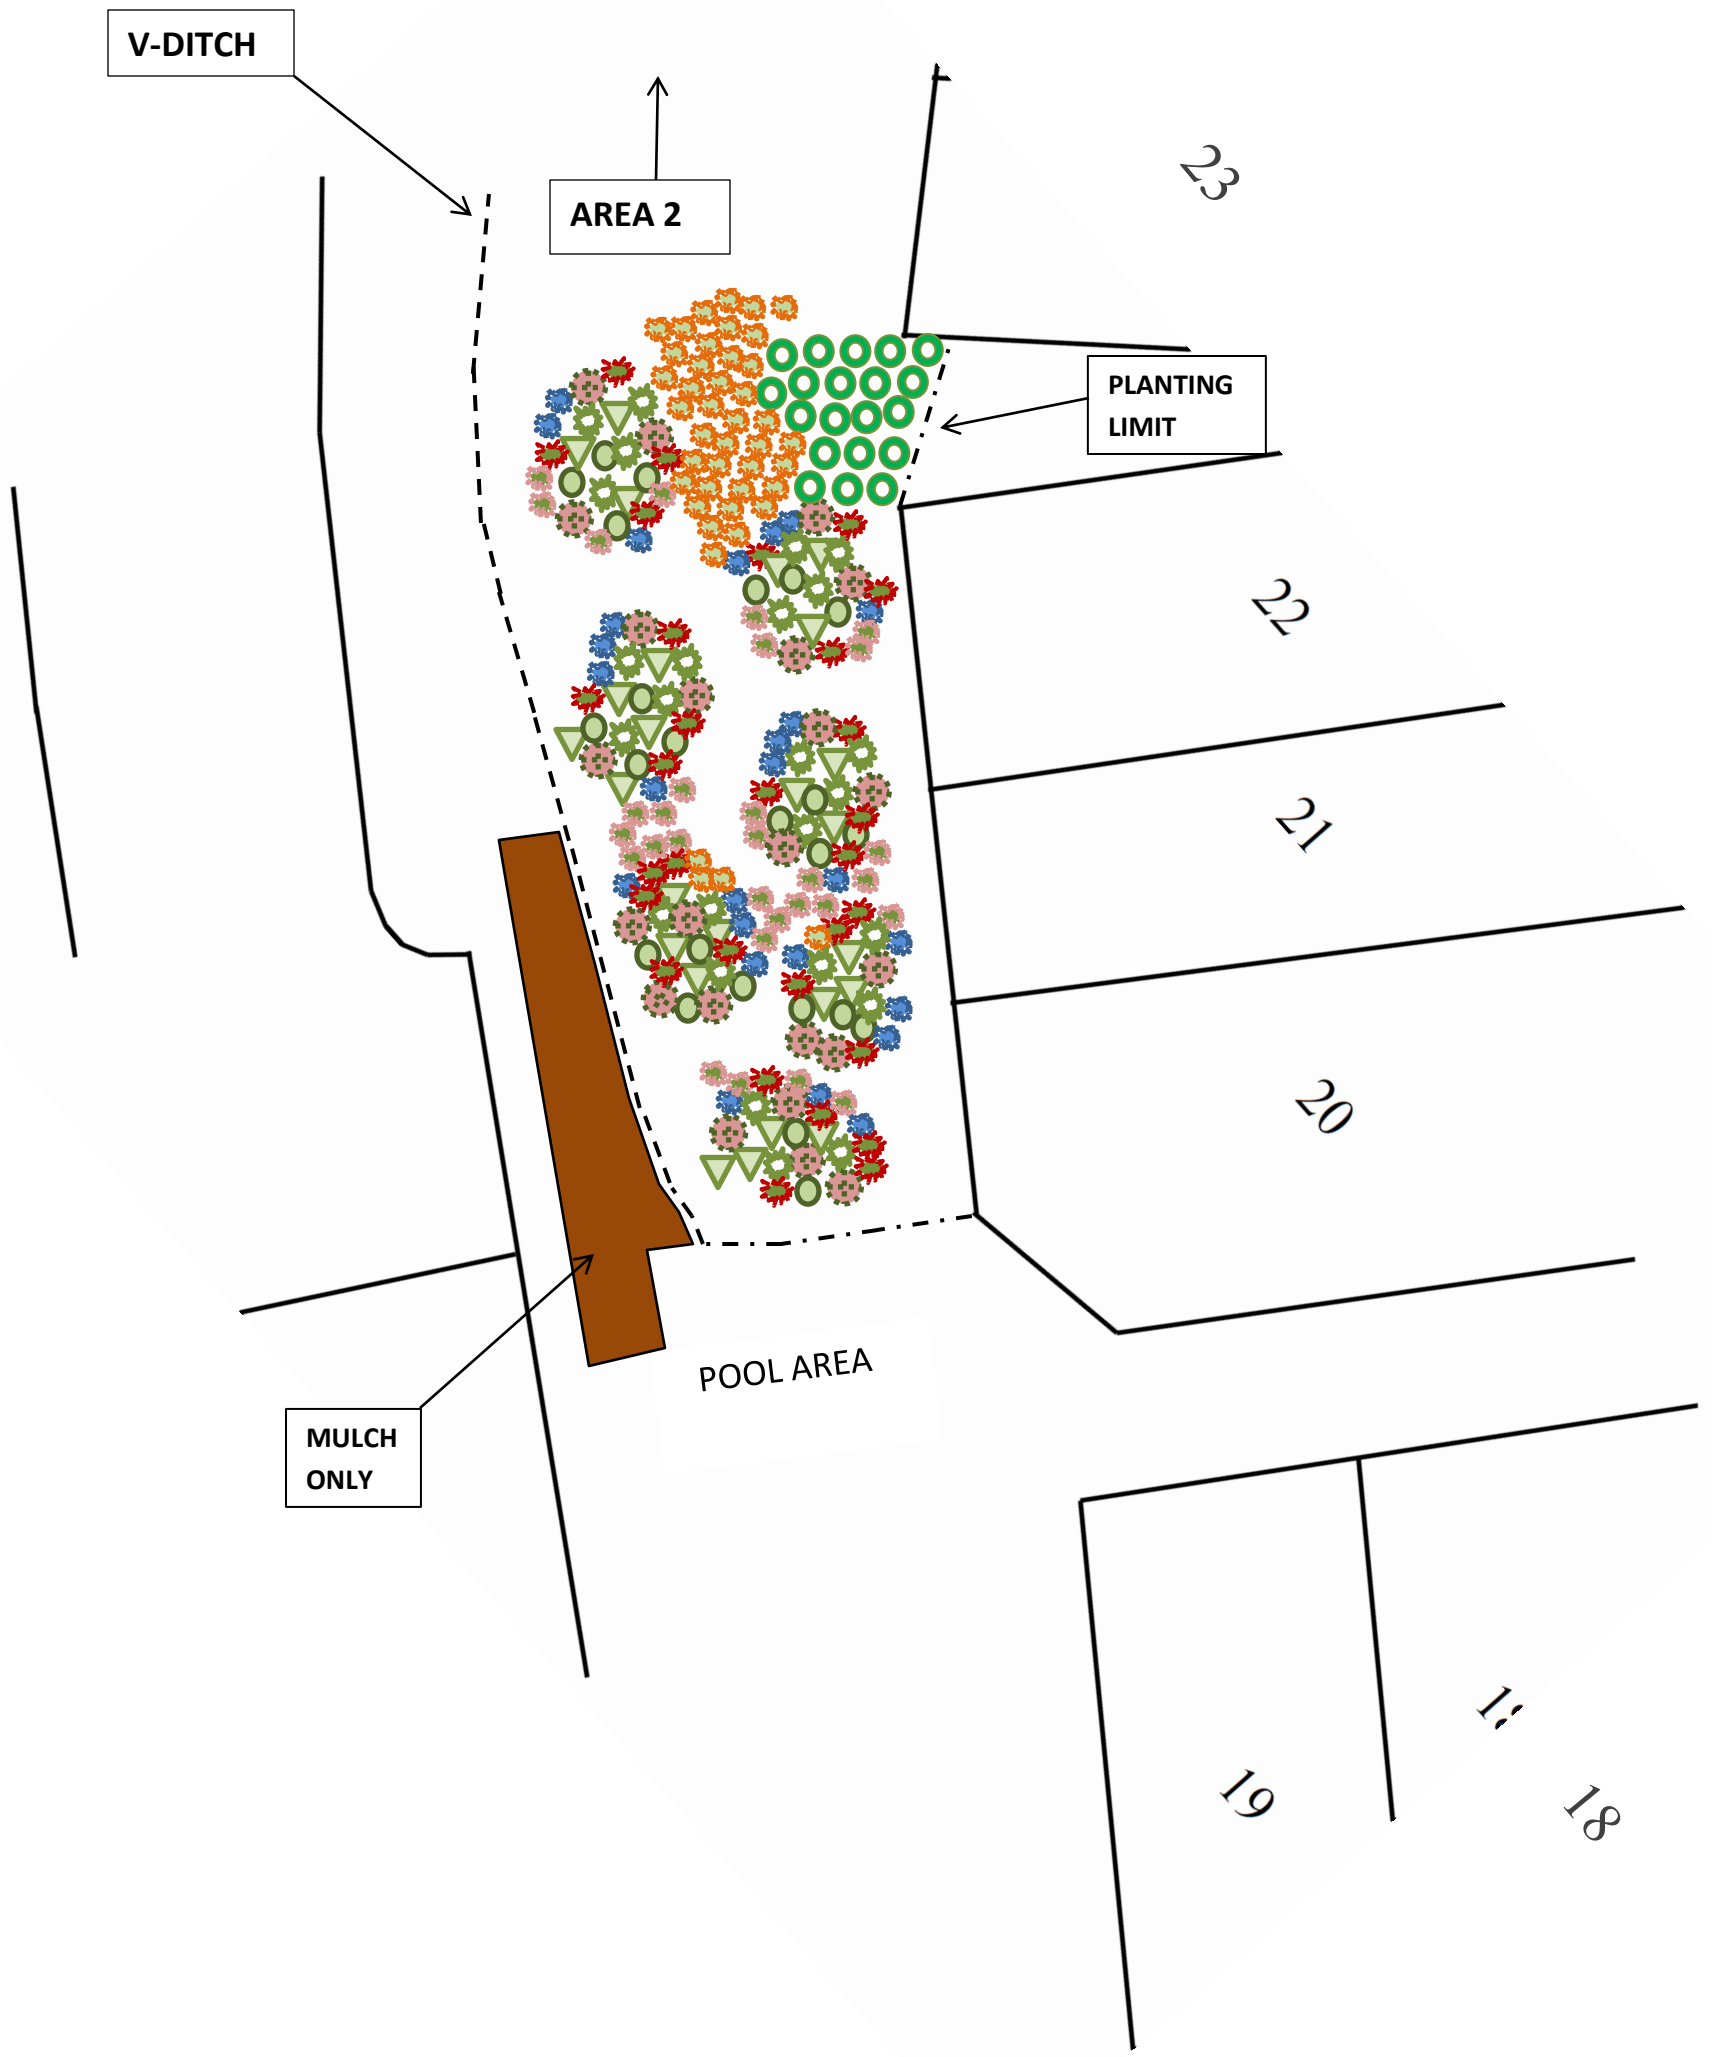 V-DITCH
AREA 2
23
PLANTING
LIMIT
22
21
20
POOL AREA
MULCH
ONLY
19
18